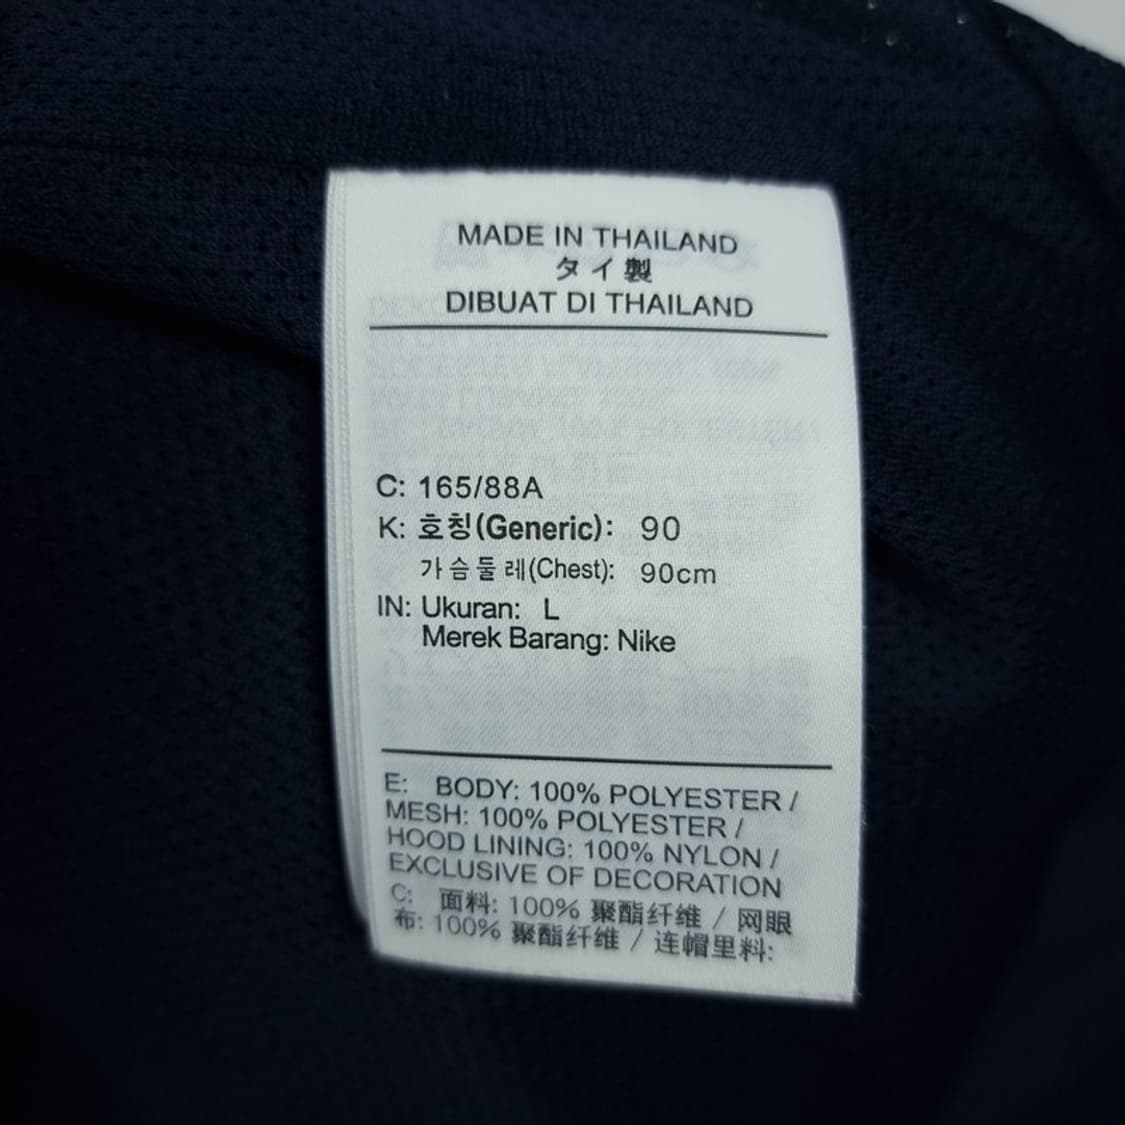 MADE IN THAILAND
タイ製
DIBUAT DI THAILAND
C: 165/88A
K: 호칭(Generic): 90
가슴둘레(Chest): 90cm
IN: Ukuran: L
Merek Barang: Nike
E: BODY: 100% POLYESTER /
MESH: 100% POLYESTER /
HOOD LINING: 100% NYLON /
EXCLUSIVE OF DECORATION
C: 面料: 100% 聚酯纤维 / 网眼
布: 100% 聚酯纤维 / 连帽里料: